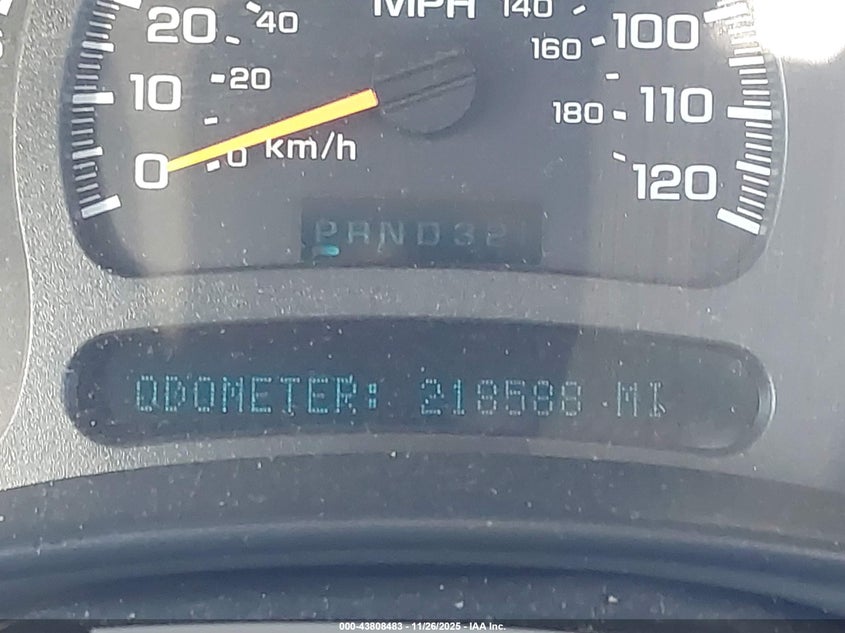 MPH 140
20 40 160 100
10 20 180 110
0 0 km/h 120
PRND32
ODOMETER: 218588 MI
000-43808483 - 11/26/2025 - IAA Inc.